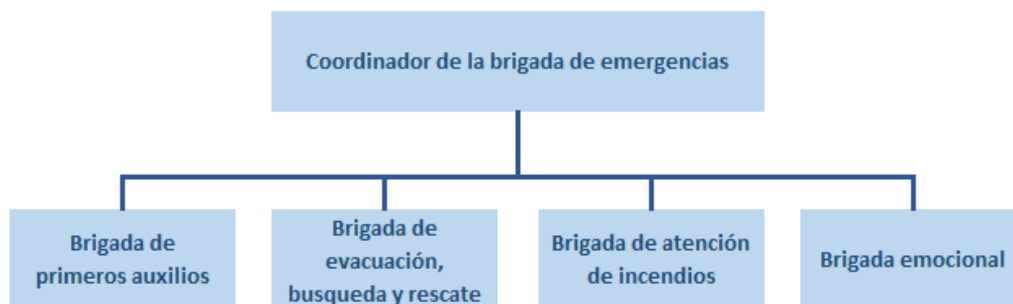 Coordinador de la brigada de emergencias
Brigada de
primeros auxilios
Brigada de
evacuación,
busqueda y rescate
Brigada de atención
de incendios
Brigada emocional